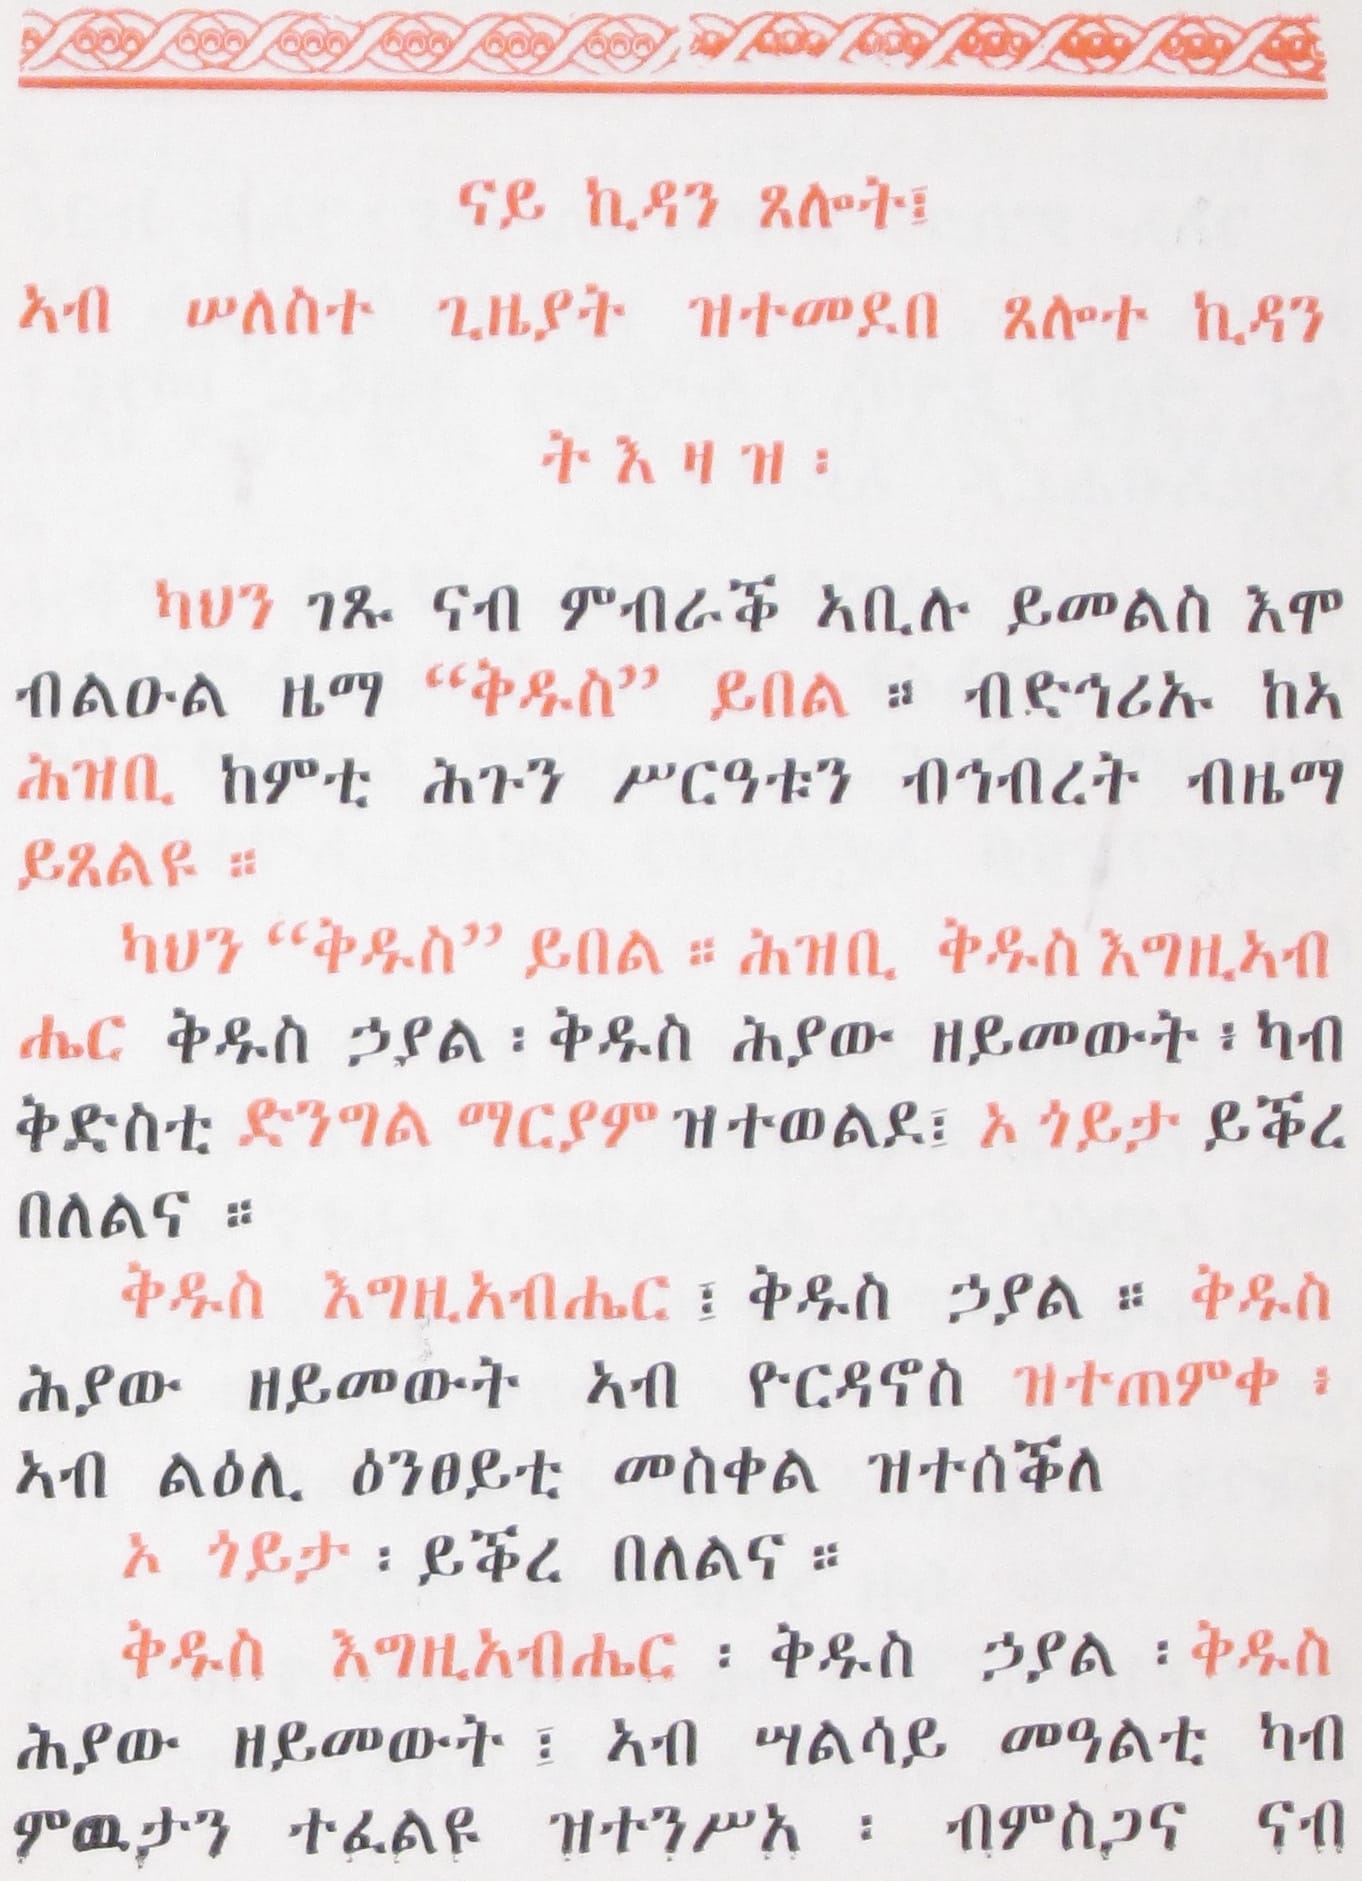 ናይ ኪዳን ጸሎት፤
ኣብ ሠለስተ ጊዜያት ዝተመደበ ጸሎተ ኪዳን
ት እ ዛ ዝ ፡
ካህን ገጹ ናብ ምብራቕ ኣቢሉ ይመልስ እሞ
ብልዑል ዜማ “ቅዱስ” ይበል ። ብድኅሪኡ ከኣ
ሕዝቢ ከምቲ ሕጉን ሥርዓቱን ብኅብረት ብዜማ
ይጸልዩ ።
ካህን “ቅዱስ” ይበል ። ሕዝቢ ቅዱስ እግዚኣብ
ሔር ቅዱስ ኃያል ፡ ቅዱስ ሕያው ዘይመውት ፥ ካብ
ቅድስቲ ድንግል ማርያም ዝተወልደ፤ ኦ ጎይታ ይቕረ
በለልና ።
ቅዱስ እግዚአብሔር ፤ ቅዱስ ኃያል ። ቅዱስ
ሕያው ዘይመውት ኣብ ዮርዳኖስ ዝተጠምቀ ፥
ኣብ ልዕሊ ዕንፀይቲ መስቀል ዝተሰቕለ
ኦ ጎይታ ፡ ይቕረ በለልና ።
ቅዱስ እግዚአብሔር ፡ ቅዱስ ኃያል ፡ ቅዱስ
ሕያው ዘይመውት ፤ ኣብ ሣልሳይ መዓልቲ ካብ
ምዉታን ተፈልዩ ዝተንሥአ ፡ ብምስጋና ናብ